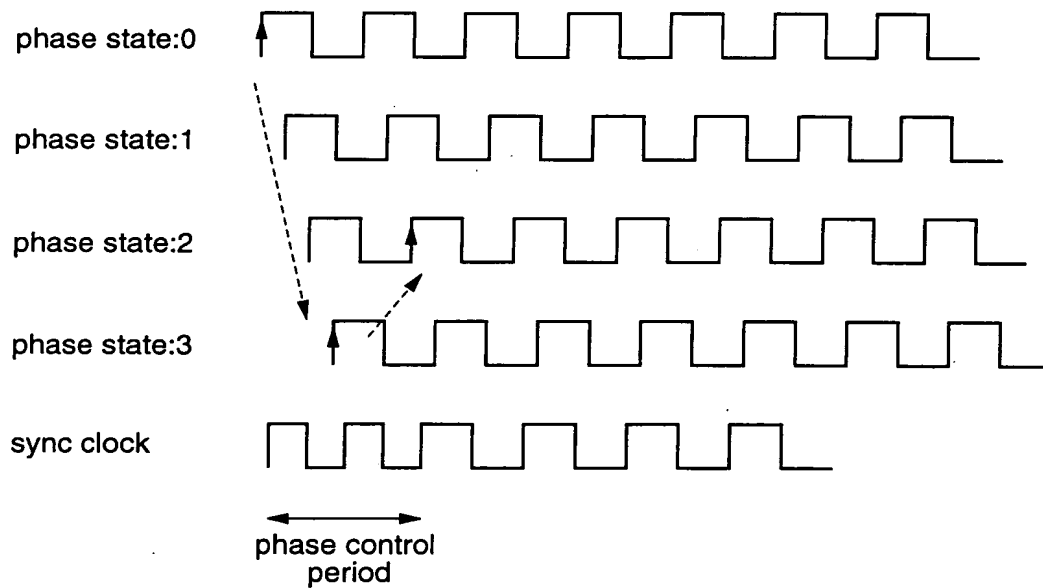 phase state:0
phase state:1
phase state:2
phase state:3
sync clock
phase control
period